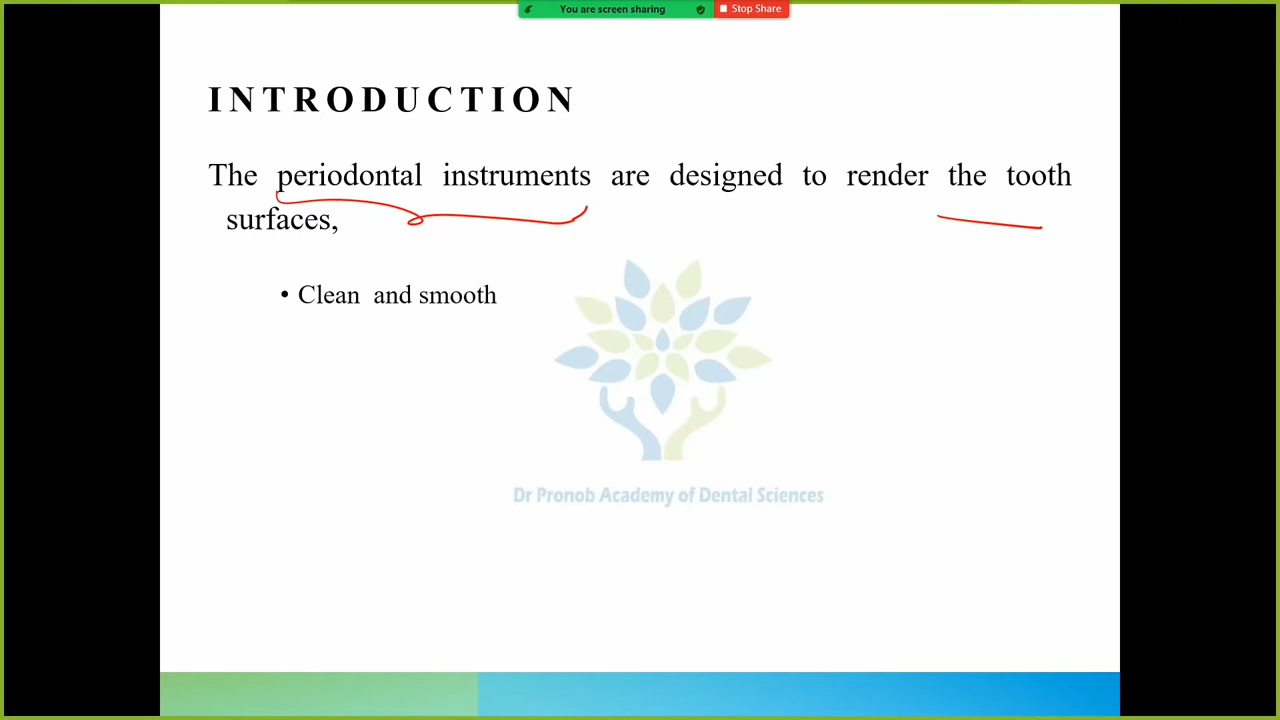 You are screen sharing Stop Share
INTRODUCTION
The periodontal instruments are designed to render the tooth
surfaces,
• Clean and smooth
Dr Pronob Academy of Dental Sciences